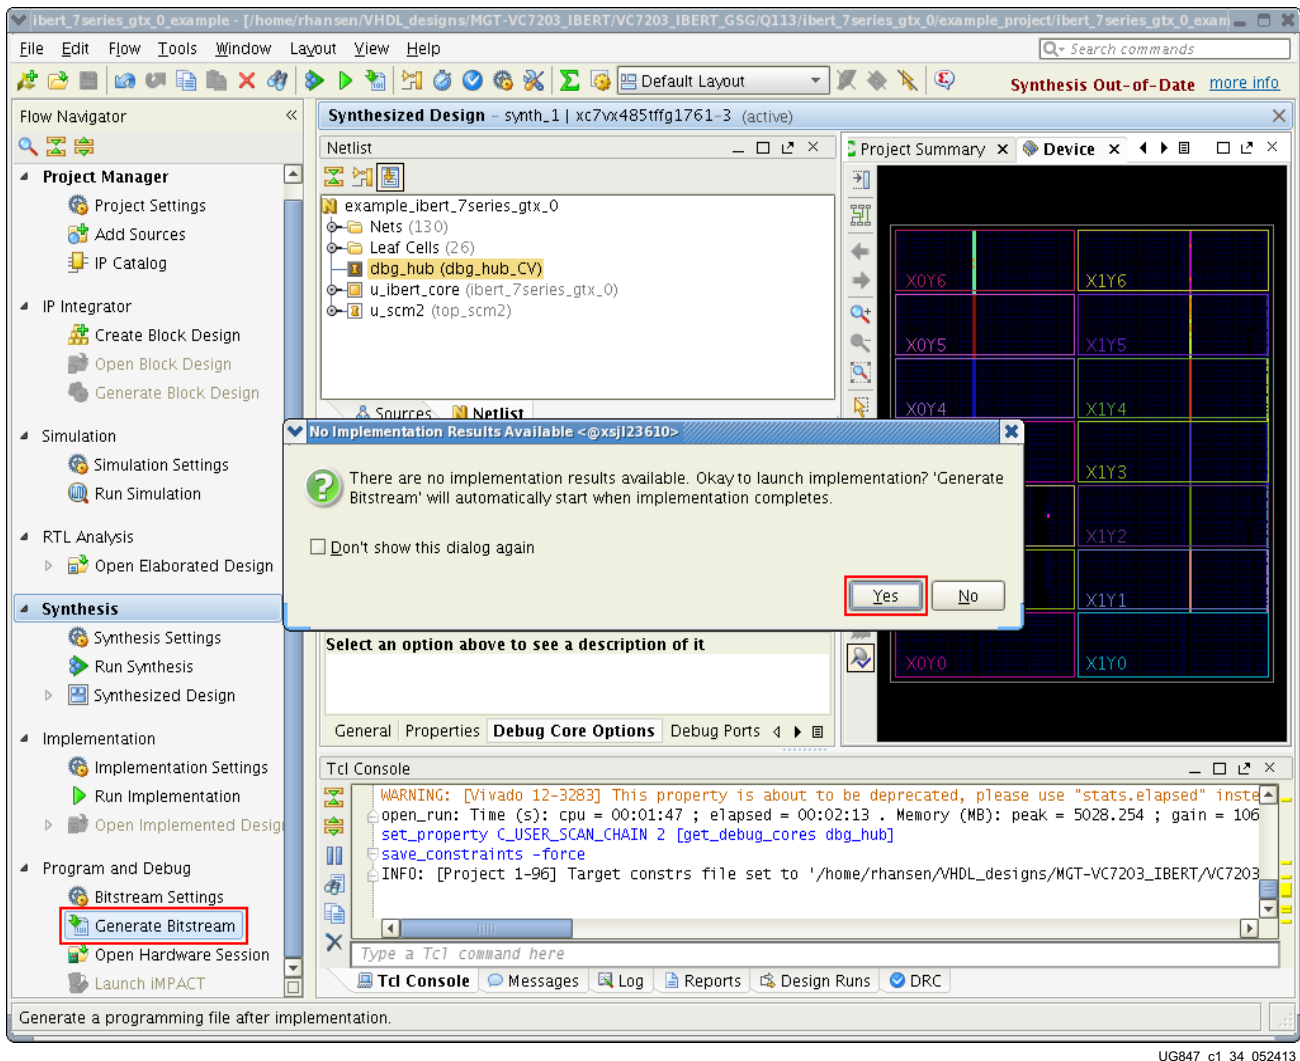 ibert_7series_gtx_0_example - [/home/rhansen/VHDL_designs/MGT-VC7203_IBERT/VC7203_IBERT_GSG/Q113/ibert_7series_gtx_0/example_project/ibert_7series_gtx_0_exam
File Edit Flow Tools Window Layout View Help
Search commands
Default Layout
Synthesis Out-of-Date more info
Flow Navigator
Project Manager
Project Settings
Add Sources
IP Catalog
IP Integrator
Create Block Design
Open Block Design
Generate Block Design
Simulation
Simulation Settings
Run Simulation
RTL Analysis
Open Elaborated Design
Synthesis
Synthesis Settings
Run Synthesis
Synthesized Design
Implementation
Implementation Settings
Run Implementation
Open Implemented Desig
Program and Debug
Bitstream Settings
Generate Bitstream
Open Hardware Session
Launch iMPACT
Synthesized Design - synth_1 | xc7vx485tffg1761-3 (active)
Netlist
example_ibert_7series_gtx_0
Nets (130)
Leaf Cells (26)
dbg_hub (dbg_hub_CV)
u_ibert_core (ibert_7series_gtx_0)
u_scm2 (top_scm2)
Sources Netlist
Project Summary Device
X0Y6 X1Y6
X0Y5 X1Y5
X0Y4 X1Y4
X1Y3
X1Y2
X1Y1
X0Y0 X1Y0
No Implementation Results Available <@xsjl23610>
There are no implementation results available. Okay to launch implementation? 'Generate
Bitstream' will automatically start when implementation completes.
Don't show this dialog again
Yes No
Select an option above to see a description of it
General Properties Debug Core Options Debug Ports
Tcl Console
WARNING: [Vivado 12-3283] This property is about to be deprecated, please use "stats.elapsed" inste
open_run: Time (s): cpu = 00:01:47 ; elapsed = 00:02:13 . Memory (MB): peak = 5028.254 ; gain = 106
set_property C_USER_SCAN_CHAIN 2 [get_debug_cores dbg_hub]
save_constraints -force
INFO: [Project 1-96] Target constrs file set to '/home/rhansen/VHDL_designs/MGT-VC7203_IBERT/VC7203
Type a Tcl command here
Tcl Console Messages Log Reports Design Runs DRC
Generate a programming file after implementation.
UG847_c1_34_052413